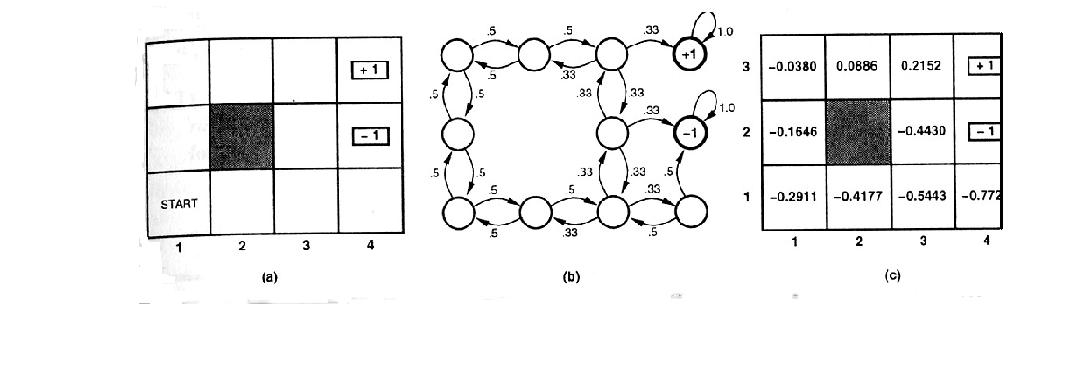 +1
-1
START
1 2 3 4
(a)
.5 .5 .33 1.0
+1
.5 .33
.5 .5 .33 .33
.33 1.0
-1
.5 .5 .33 .33 .5
.5 .5 .33
.5 .33 .5
(b)
3 -0.0380 0.0886 0.2152 +1
2 -0.1646 -0.4430 -1
1 -0.2911 -0.4177 -0.5443 -0.772
1 2 3 4
(c)